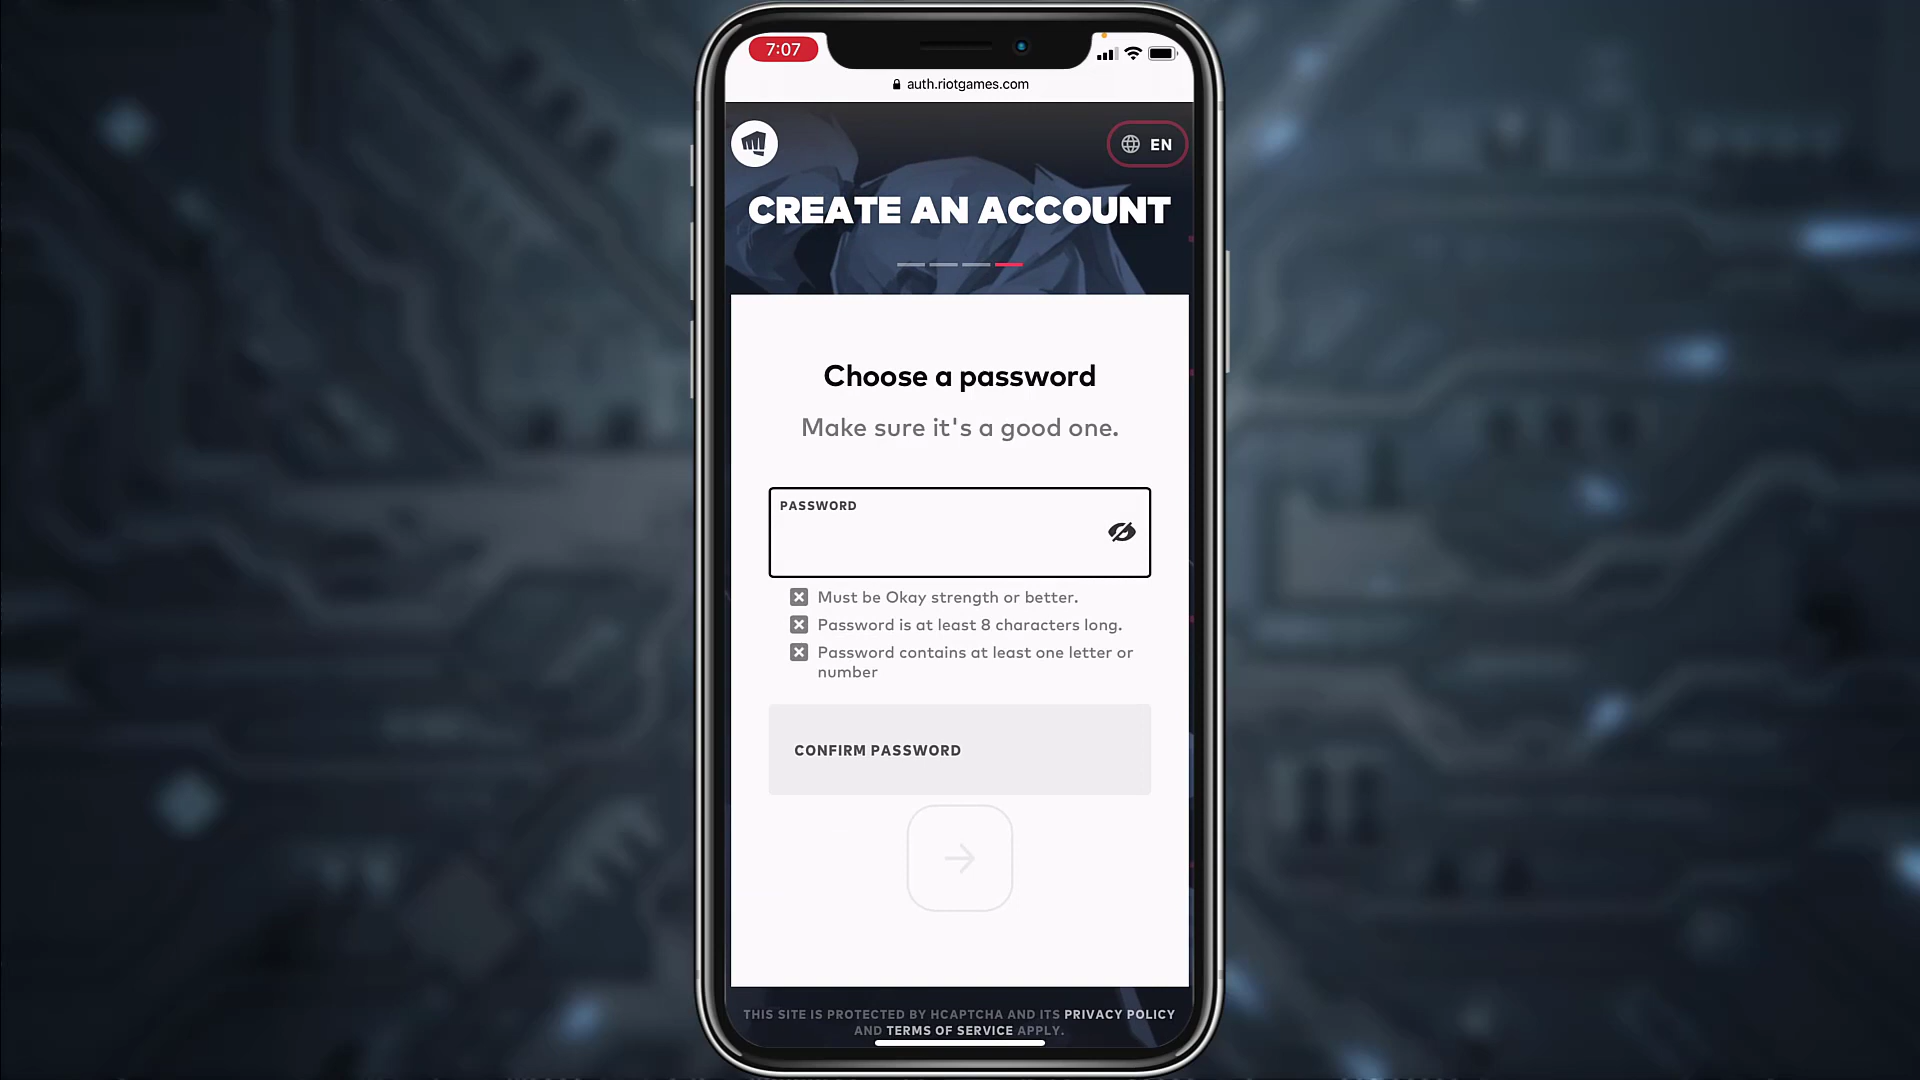 7:07
auth.riotgames.com
EN
CREATE AN ACCOUNT
Choose a password
Make sure it's a good one.
PASSWORD
Must be Okay strength or better.
Password is at least 8 characters long.
Password contains at least one letter or
number
CONFIRM PASSWORD
THIS SITE IS PROTECTED BY HCAPTCHA AND ITS PRIVACY POLICY
AND TERMS OF SERVICE APPLY.